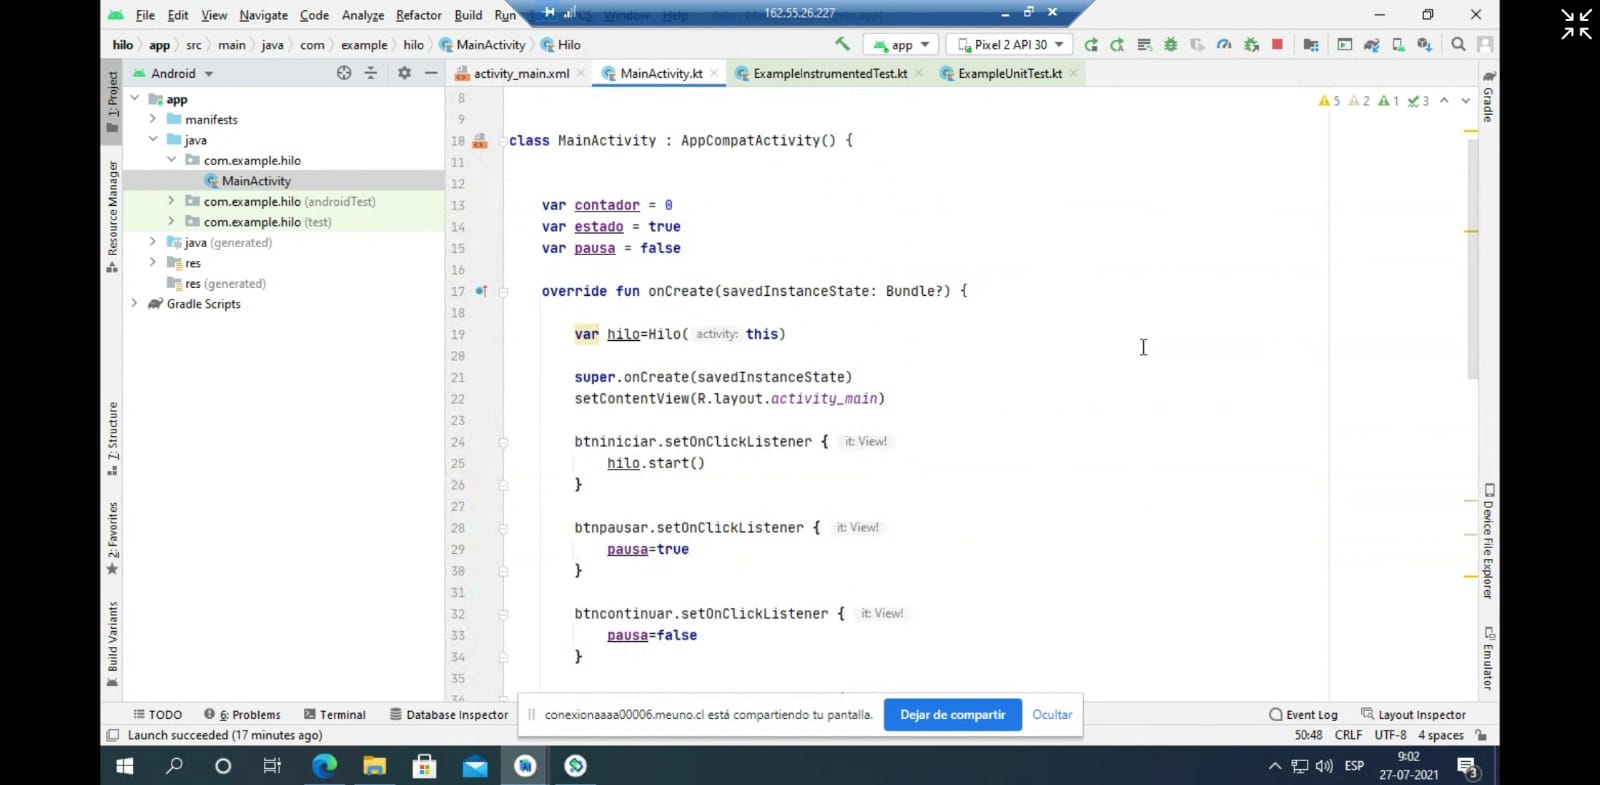 File Edit View Navigate Code Analyze Refactor Build Run Window Help
162.55.26.227
hilo app src main java com example hilo MainActivity Hilo
app Pixel 2 API 30
Android
activity_main.xml MainActivity.kt ExampleInstrumentedTest.kt ExampleUnitTest.kt
1: Project
Resource Manager
7: Structure
2: Favorites
Build Variants
app
manifests
java
com.example.hilo
MainActivity
com.example.hilo (androidTest)
com.example.hilo (test)
java (generated)
res
res (generated)
Gradle Scripts
5 2 1 3
8
9
10 class MainActivity : AppCompatActivity() {
11
12
13 var contador = 0
14 var estado = true
15 var pausa = false
16
17 override fun onCreate(savedInstanceState: Bundle?) {
18
19 var hilo=Hilo( activity: this)
20
21 super.onCreate(savedInstanceState)
22 setContentView(R.layout.activity_main)
23
24 btniniciar.setOnClickListener { it: View!
25 hilo.start()
26 }
27
28 btnpausar.setOnClickListener { it: View!
29 pausa=true
30 }
31
32 btncontinuar.setOnClickListener { it: View!
33 pausa=false
34 }
35
36
Gradle
Device File Explorer
Emulator
TODO 6: Problems Terminal Database Inspector
conexionaaaa00006.meuno.cl está compartiendo tu pantalla. Dejar de compartir Ocultar
Event Log Layout Inspector
Launch succeeded (17 minutes ago)
50:48 CRLF UTF-8 4 spaces
ESP
9:02
27-07-2021
3